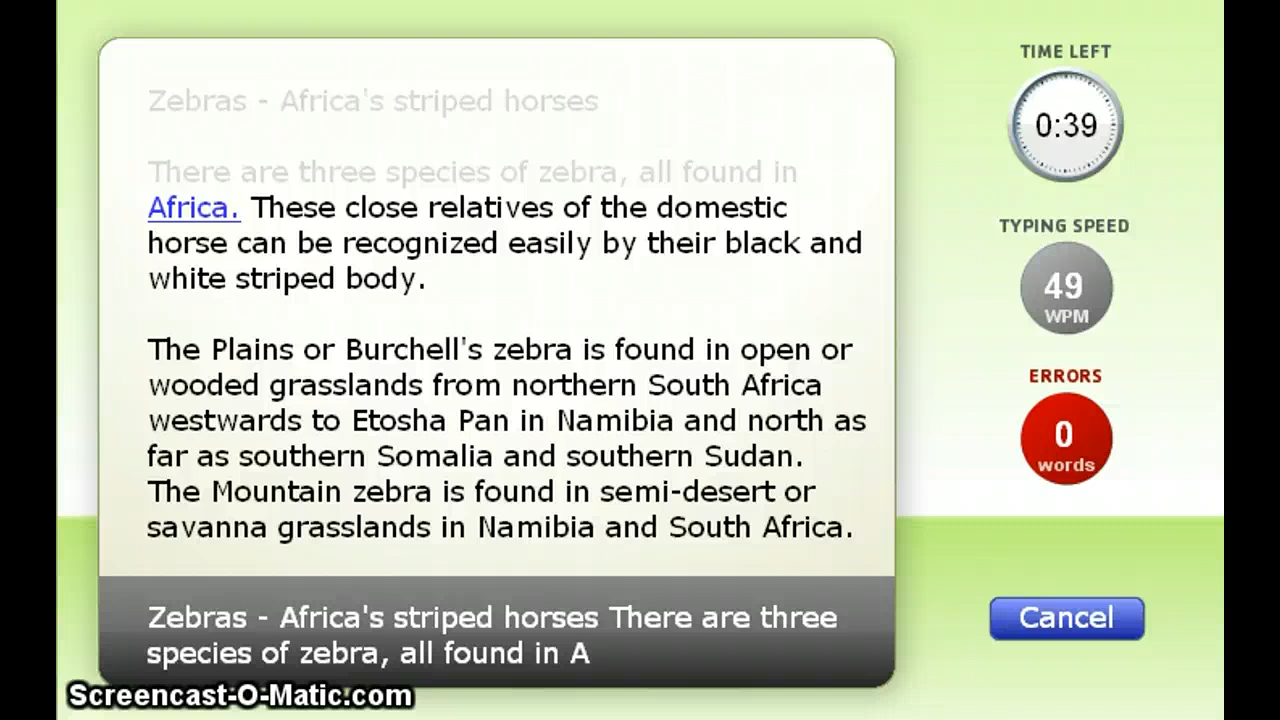 Zebras - Africa's striped horses
There are three species of zebra, all found in
Africa. These close relatives of the domestic
horse can be recognized easily by their black and
white striped body.
The Plains or Burchell's zebra is found in open or
wooded grasslands from northern South Africa
westwards to Etosha Pan in Namibia and north as
far as southern Somalia and southern Sudan.
The Mountain zebra is found in semi-desert or
savanna grasslands in Namibia and South Africa.
Zebras - Africa's striped horses There are three
species of zebra, all found in A
TIME LEFT
0:39
TYPING SPEED
49
WPM
ERRORS
0
words
Cancel
Screencast-O-Matic.com